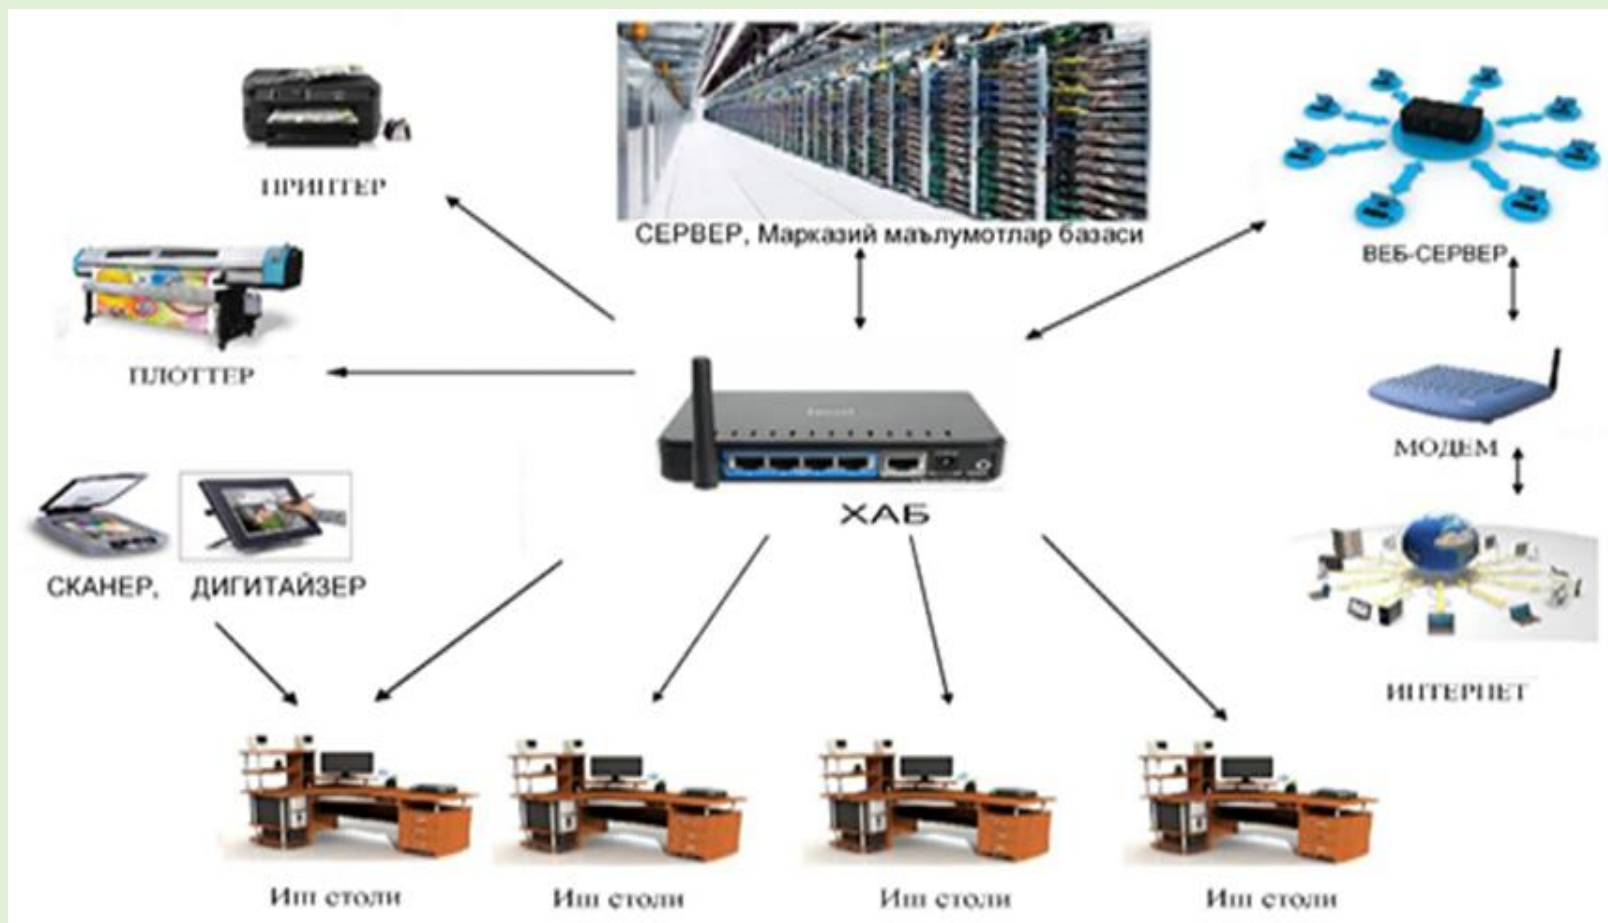 ПРИНТЕР
СЕРВЕР, Марказий маълумотлар базаси
ВЕБ-СЕРВЕР
ПЛОТТЕР
МОДЕМ
ХАБ
СКАНЕР, ДИГИТАЙЗЕР
ИНТЕРНЕТ
Иш столи Иш столи Иш столи Иш столи